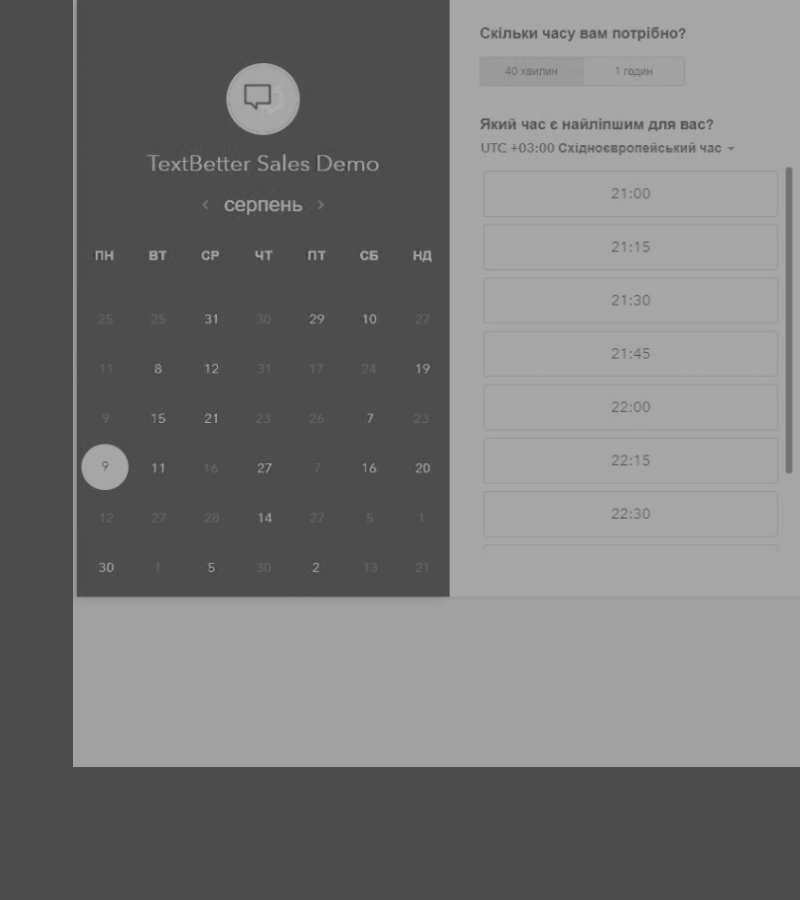 TextBetter Sales Demo
‹ серпень ›
ПН ВТ СР ЧТ ПТ СБ НД
25 25 31 30 29 10 27
11 8 12 31 17 24 19
9 15 21 23 26 7 23
9 11 16 27 7 16 20
12 27 28 14 27 5 1
30 1 5 30 2 13 21
Скільки часу вам потрібно?
40 хвилин 1 годин
Який час є найліпшим для вас?
UTC +03:00 Східноєвропейський час
21:00
21:15
21:30
21:45
22:00
22:15
22:30